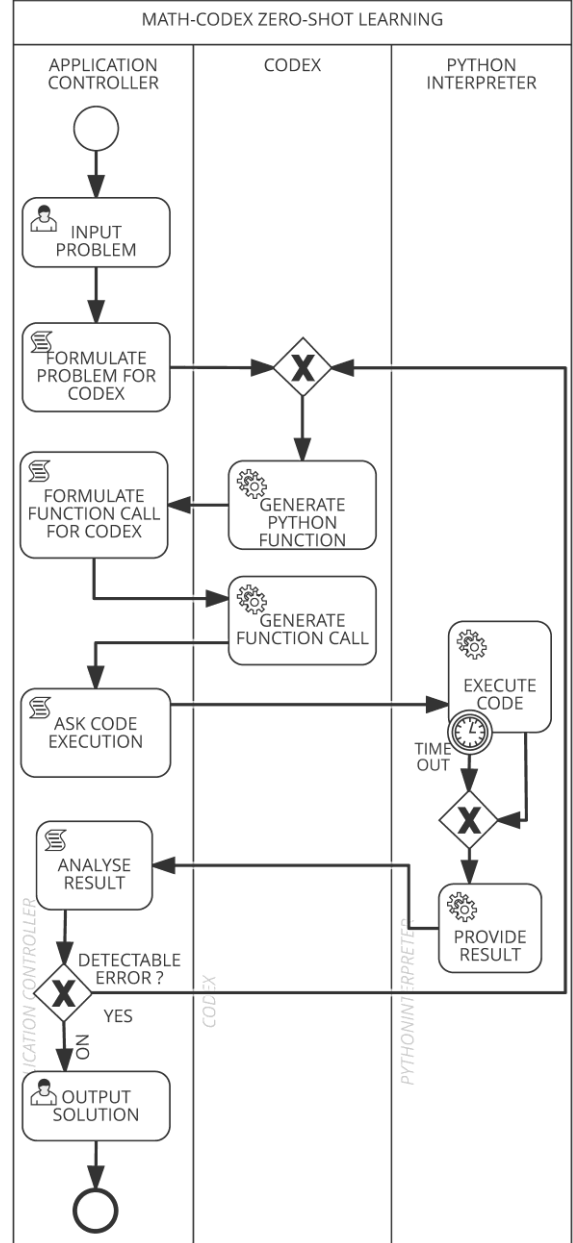 MATH-CODEX ZERO-SHOT LEARNING
APPLICATION
CONTROLLER
CODEX
PYTHON
INTERPRETER
INPUT
PROBLEM
FORMULATE
PROBLEM FOR
CODEX
X
FORMULATE
FUNCTION CALL
FOR CODEX
GENERATE
PYTHON
FUNCTION
GENERATE
FUNCTION CALL
EXECUTE
CODE
ASK CODE
EXECUTION
TIME
OUT
X
ANALYSE
RESULT
PROVIDE
RESULT
DETECTABLE
ERROR ?
X
YES
NO
LICATION CONTROLLER
CODEX
PYTHONINTERPRETER
OUTPUT
SOLUTION